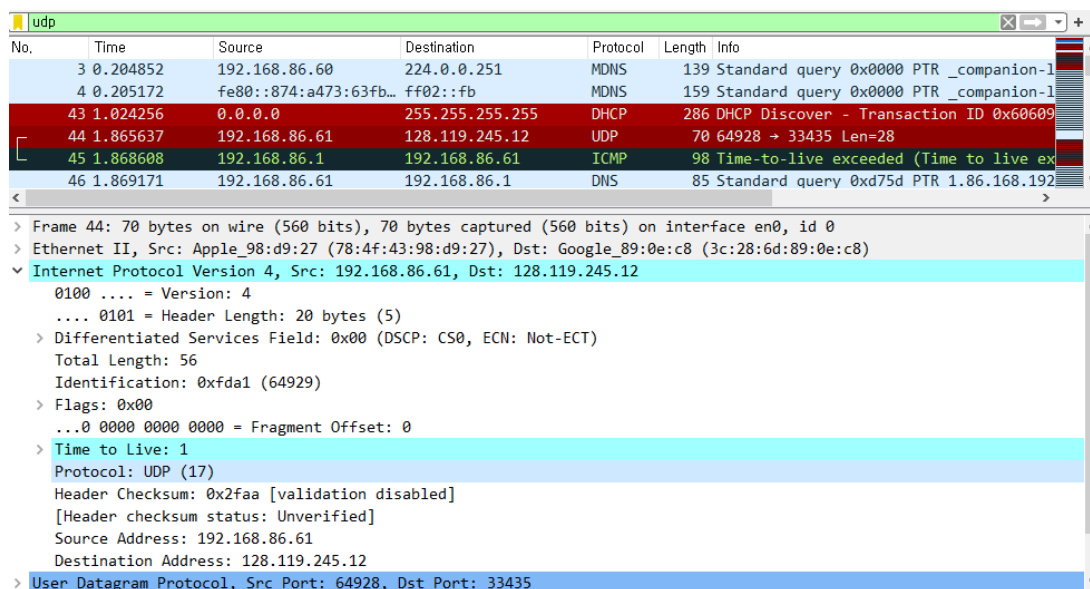 udp
No. Time Source Destination Protocol Length Info
3 0.204852 192.168.86.60 224.0.0.251 MDNS 139 Standard query 0x0000 PTR _companion-l
4 0.205172 fe80::874:a473:63fb… ff02::fb MDNS 159 Standard query 0x0000 PTR _companion-l
43 1.024256 0.0.0.0 255.255.255.255 DHCP 286 DHCP Discover - Transaction ID 0x60609
44 1.865637 192.168.86.61 128.119.245.12 UDP 70 64928 → 33435 Len=28
45 1.868608 192.168.86.1 192.168.86.61 ICMP 98 Time-to-live exceeded (Time to live ex
46 1.869171 192.168.86.61 192.168.86.1 DNS 85 Standard query 0xd75d PTR 1.86.168.192
Frame 44: 70 bytes on wire (560 bits), 70 bytes captured (560 bits) on interface en0, id 0
Ethernet II, Src: Apple_98:d9:27 (78:4f:43:98:d9:27), Dst: Google_89:0e:c8 (3c:28:6d:89:0e:c8)
Internet Protocol Version 4, Src: 192.168.86.61, Dst: 128.119.245.12
0100 .... = Version: 4
.... 0101 = Header Length: 20 bytes (5)
Differentiated Services Field: 0x00 (DSCP: CS0, ECN: Not-ECT)
Total Length: 56
Identification: 0xfda1 (64929)
Flags: 0x00
...0 0000 0000 0000 = Fragment Offset: 0
Time to Live: 1
Protocol: UDP (17)
Header Checksum: 0x2faa [validation disabled]
[Header checksum status: Unverified]
Source Address: 192.168.86.61
Destination Address: 128.119.245.12
User Datagram Protocol, Src Port: 64928, Dst Port: 33435